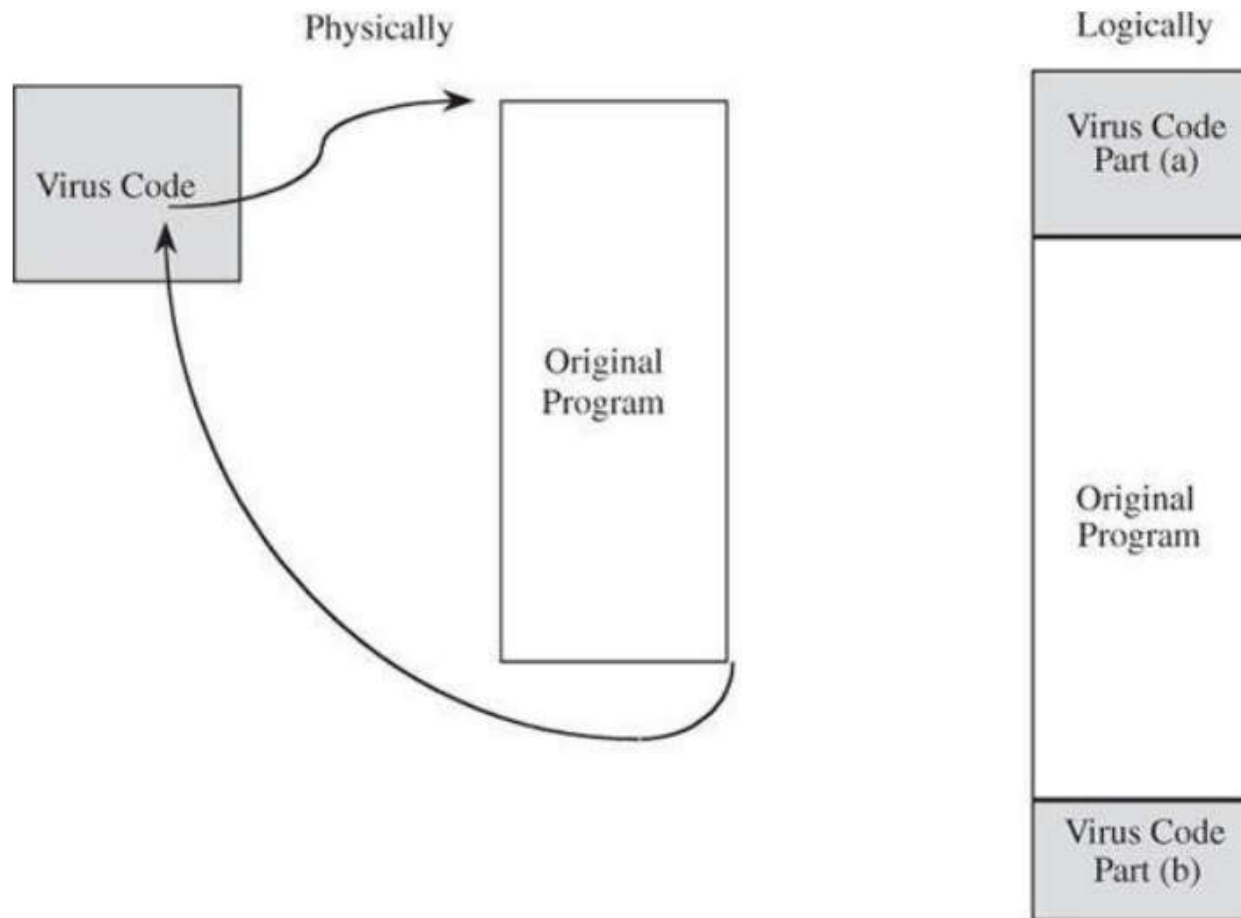 Physically
Virus Code
Original
Program
Logically
Virus Code
Part (a)
Original
Program
Virus Code
Part (b)